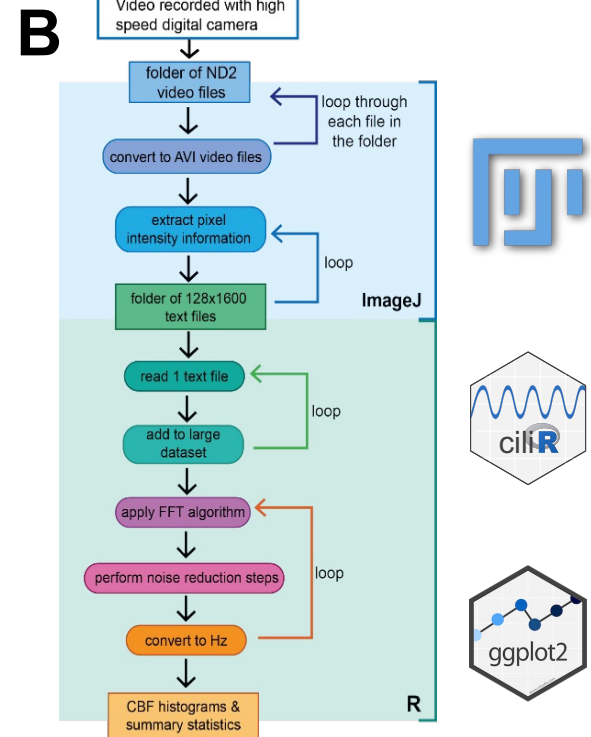 B
Video recorded with high
speed digital camera
folder of ND2
video files
loop through
each file in
the folder
convert to AVI video files
extract pixel
intensity information
loop
folder of 128x1600
text files
ImageJ
read 1 text file
loop
add to large
dataset
ciliR
apply FFT algorithm
perform noise reduction steps
loop
convert to Hz
ggplot2
R
CBF histograms &
summary statistics